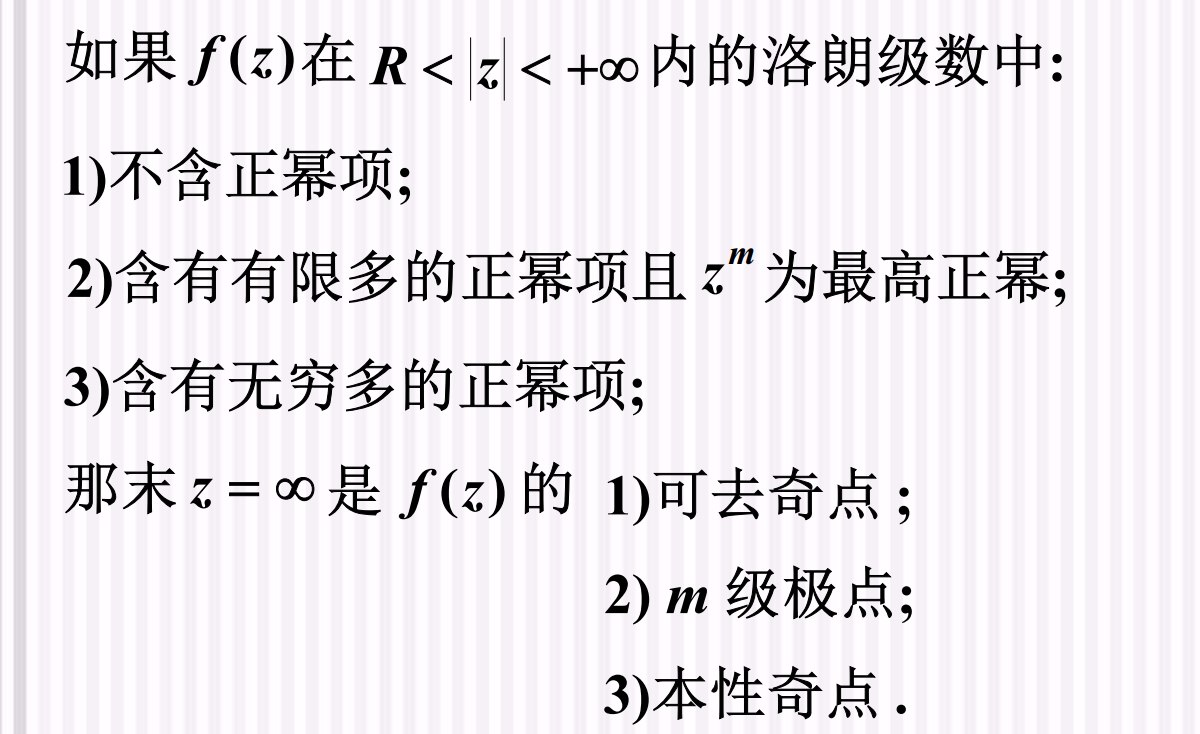 如果 f(z)在 R<|z|<+∞内的洛朗级数中:
1)不含正幂项;
2)含有有限多的正幂项且 z^m 为最高正幂;
3)含有无穷多的正幂项;
那末 z=∞是 f(z)的 1)可去奇点;
2) m 级极点;
3)本性奇点.